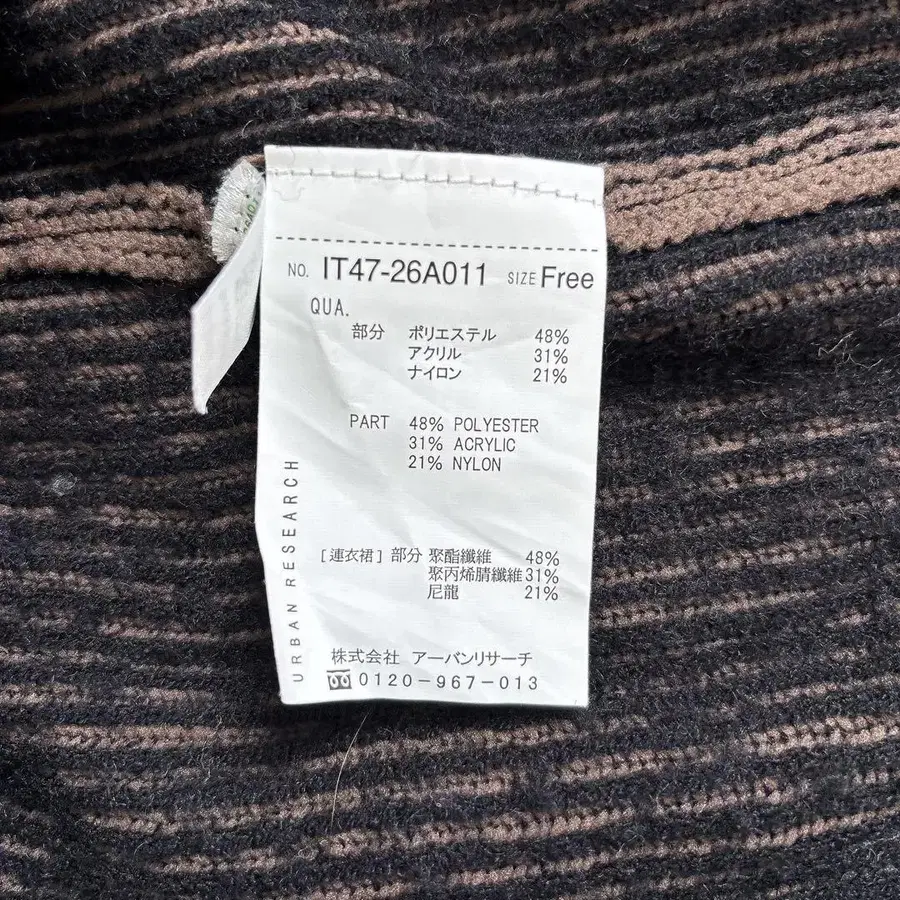 NO. IT47-26A011 SIZE Free
QUA.
部分 ポリエステル 48%
アクリル 31%
ナイロン 21%
PART 48% POLYESTER
31% ACRYLIC
21% NYLON
[連衣裙] 部分 聚酯纖維 48%
聚丙烯腈纖維 31%
尼龍 21%
URBAN RESEARCH
株式会社 アーバンリサーチ
0120-967-013